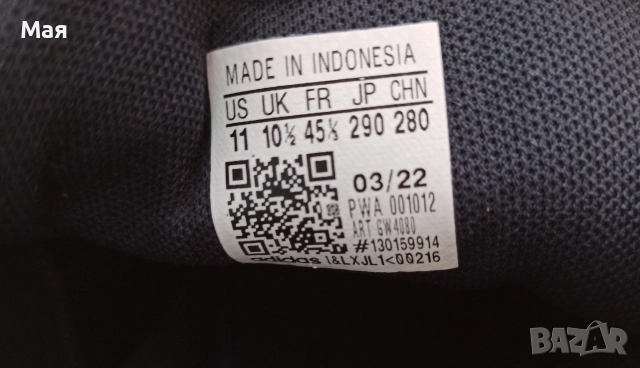 Мая
MADE IN INDONESIA
US UK FR JP CHN
11 10½ 45⅓ 290 280
03/22
PWA 001012
ART GW4080
#130159914
adidas I&LXJL1<00216
BAZAR